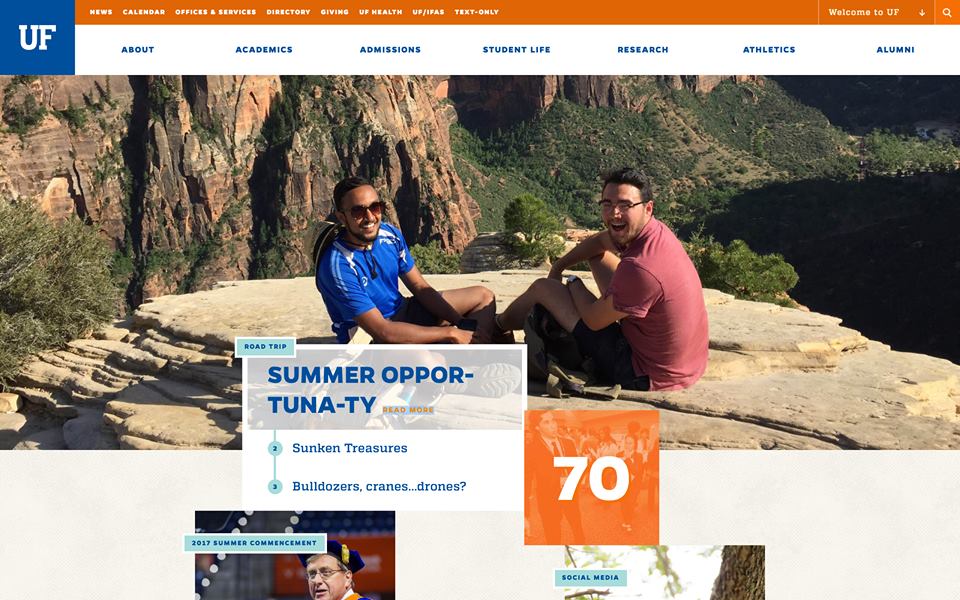 NEWS CALENDAR OFFICES & SERVICES DIRECTORY GIVING UF HEALTH UF/IFAS TEXT-ONLY
Welcome to UF
UF
ABOUT ACADEMICS ADMISSIONS STUDENT LIFE RESEARCH ATHLETICS ALUMNI
ROAD TRIP
SUMMER OPPOR-
TUNA-TY READ MORE
2 Sunken Treasures
3 Bulldozers, cranes...drones?
70
2017 SUMMER COMMENCEMENT
SOCIAL MEDIA